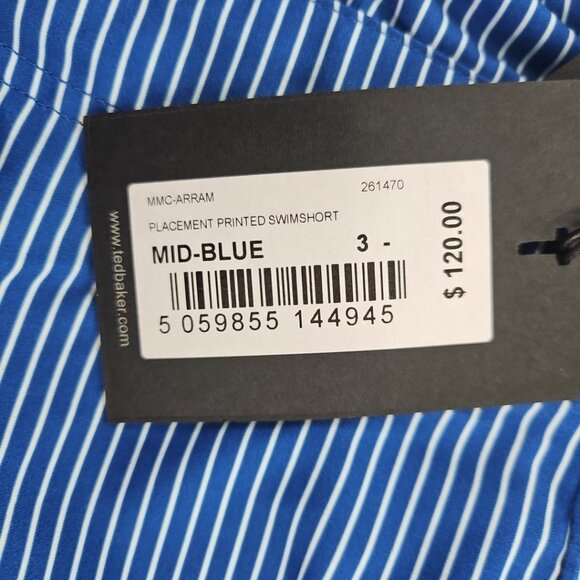 MMC-ARRAM 261470
PLACEMENT PRINTED SWIMSHORT
MID-BLUE 3 -
5 059855 144945
$ 120.00
www.tedbaker.com